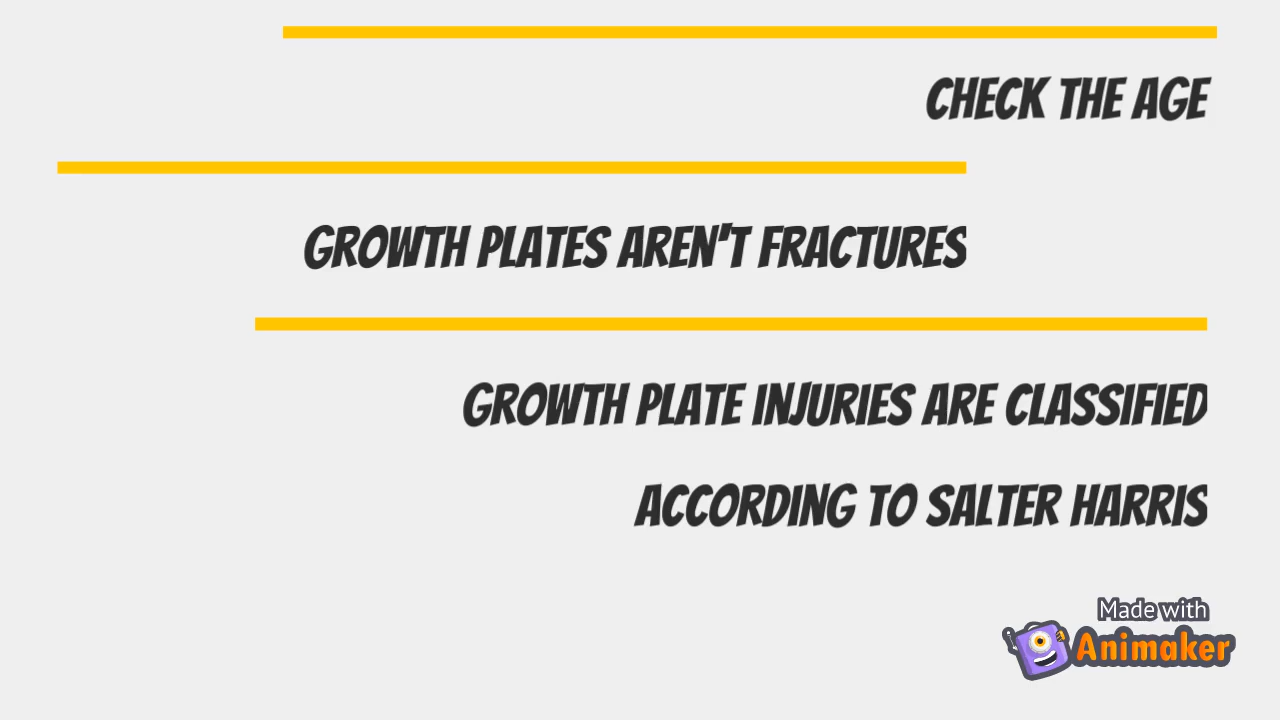 CHECK THE AGE
GROWTH PLATES AREN'T FRACTURES
GROWTH PLATE INJURIES ARE CLASSIFIED
ACCORDING TO SALTER HARRIS
Made with
Animaker